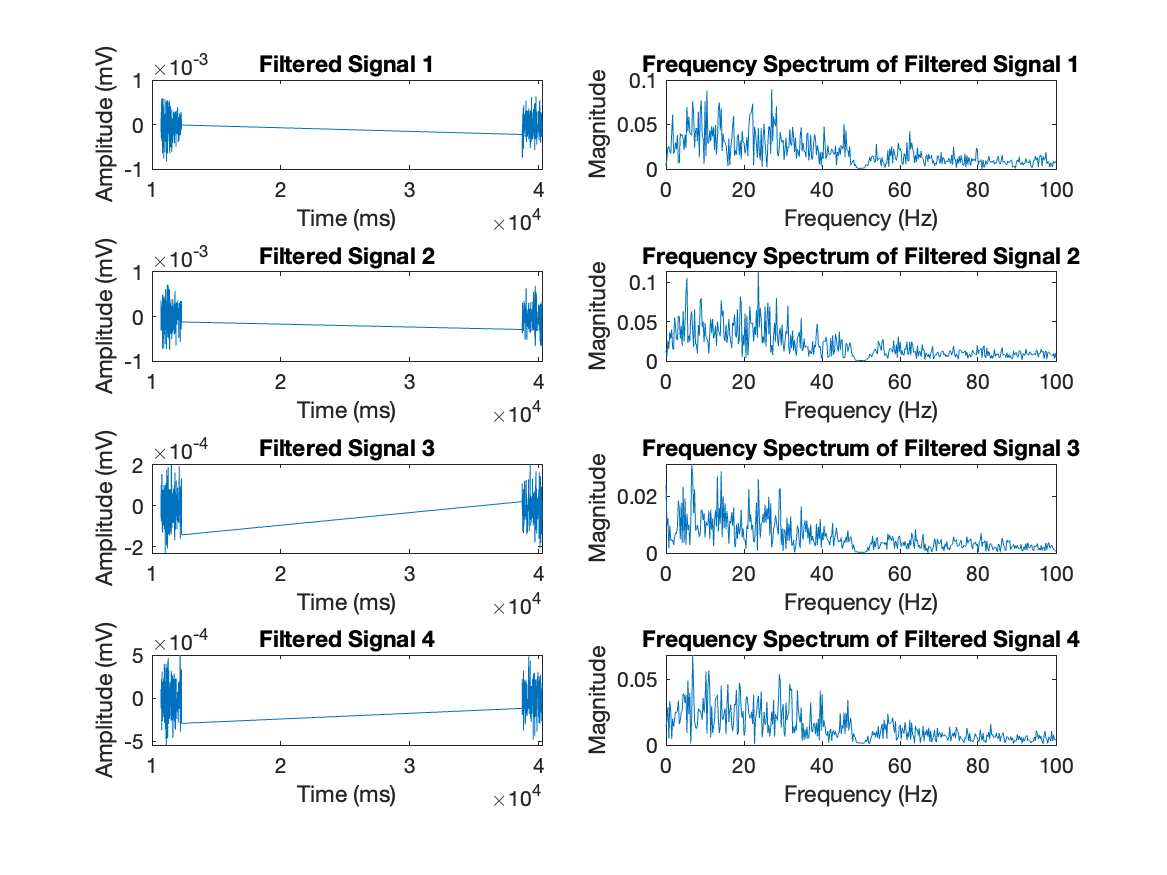 Filtered Signal 1
×10-3
Amplitude (mV)
1
0
-1
1 2 3 4
Time (ms)
×104
Frequency Spectrum of Filtered Signal 1
Magnitude
0.1
0.05
0
0 20 40 60 80 100
Frequency (Hz)
Filtered Signal 2
×10-3
Amplitude (mV)
1
0
-1
1 2 3 4
Time (ms)
×104
Frequency Spectrum of Filtered Signal 2
Magnitude
0.1
0.05
0
0 20 40 60 80 100
Frequency (Hz)
Filtered Signal 3
×10-4
Amplitude (mV)
2
0
-2
1 2 3 4
Time (ms)
×104
Frequency Spectrum of Filtered Signal 3
Magnitude
0.02
0
0 20 40 60 80 100
Frequency (Hz)
Filtered Signal 4
×10-4
Amplitude (mV)
5
0
-5
1 2 3 4
Time (ms)
×104
Frequency Spectrum of Filtered Signal 4
Magnitude
0.05
0
0 20 40 60 80 100
Frequency (Hz)